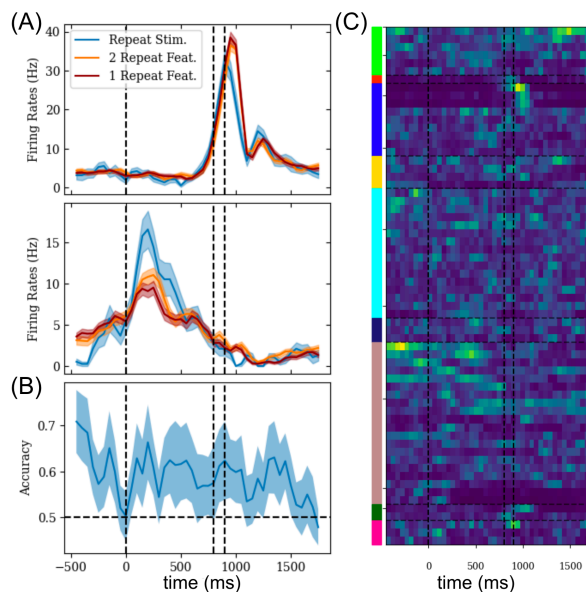 (A)
(C)
Repeat Stim.
2 Repeat Feat.
1 Repeat Feat.
Firing Rates (Hz)
40
30
20
10
0
Firing Rates (Hz)
15
10
5
0
(B)
Accuracy
0.7
0.6
0.5
−500 0 500 1000 1500
time (ms)
0 500 1000 1500
time (ms)